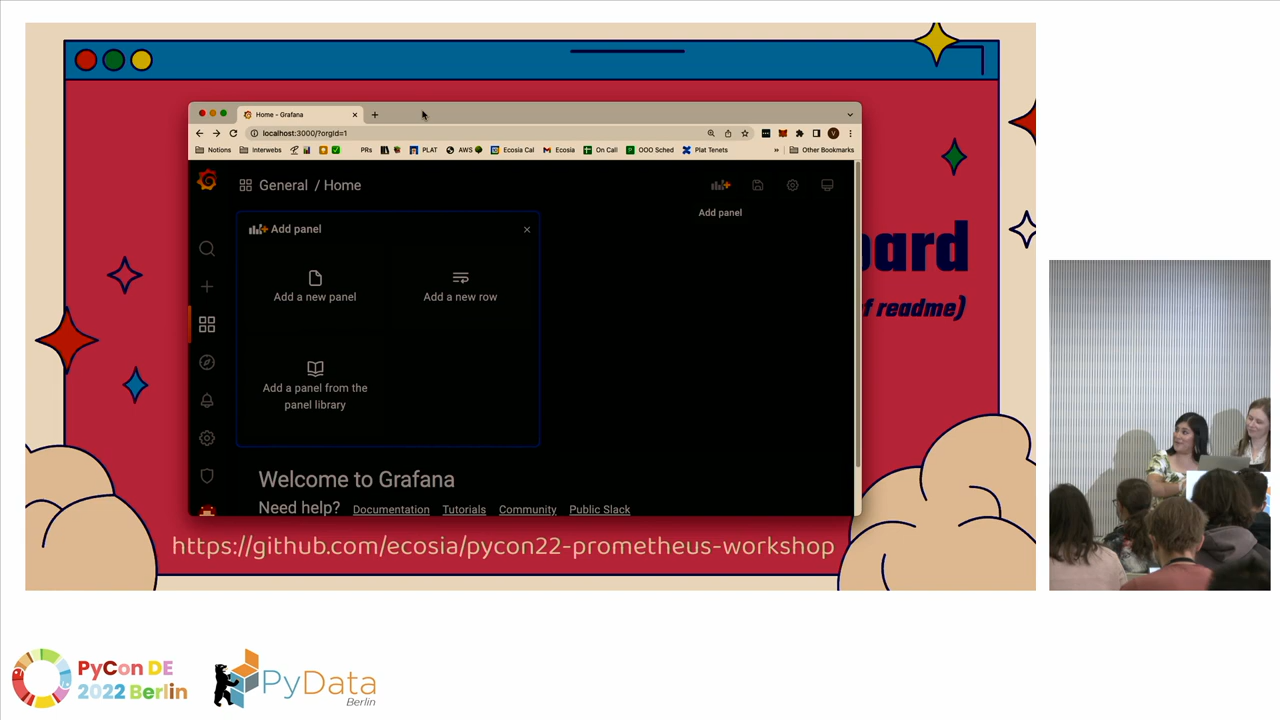 Home - Grafana
localhost:3000/?orgId=1
Notions
Interwebs
PRs
PLAT
AWS
Ecosia Cal
Ecosia
On Call
OOO Sched
Plat Tenets
»
Other Bookmarks
V
General / Home
Add panel
Add panel
Add a new panel
Add a new row
Add a panel from the
panel library
Welcome to Grafana
Need help?
Documentation
Tutorials
Community
Public Slack
ard
f readme)
https://github.com/ecosia/pycon22-prometheus-workshop
PyCon DE
2022 Berlin
PyData
Berlin